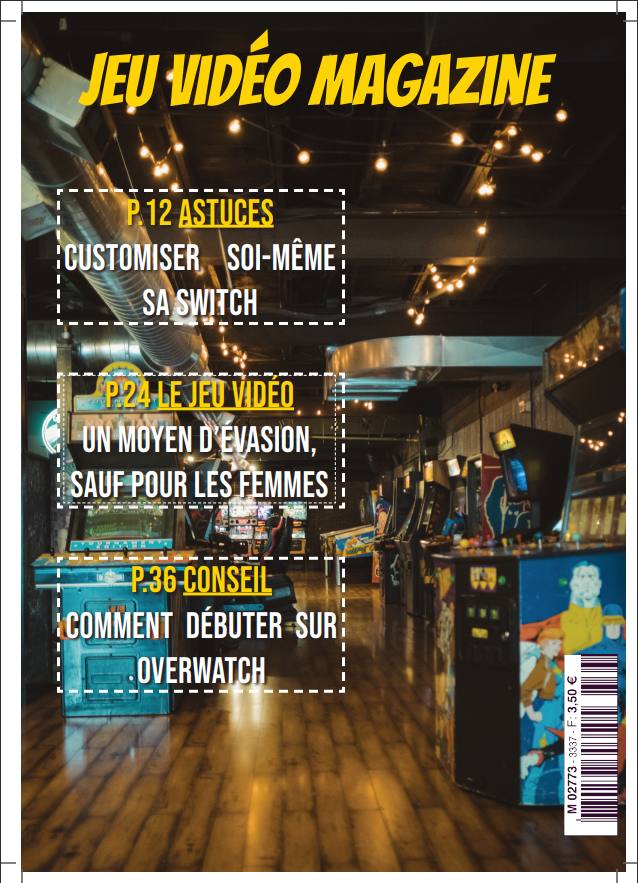 JEU VIDÉO MAGAZINE
P.12 ASTUCES
CUSTOMISER SOI-MÊME
SA SWITCH
P.24 LE JEU VIDÉO
UN MOYEN D'ÉVASION,
SAUF POUR LES FEMMES
P.36 CONSEIL
COMMENT DÉBUTER SUR
OVERWATCH
M 02773 - 3337 - F: 3,50 €